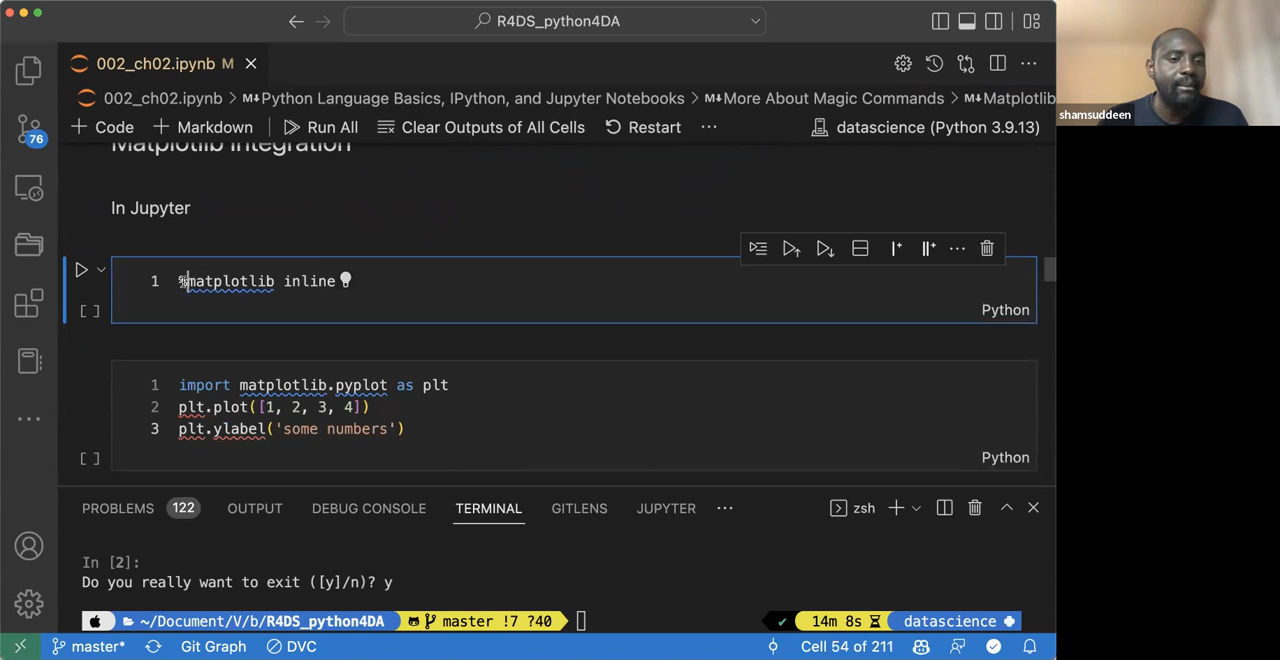 R4DS_python4DA
002_ch02.ipynb M
002_ch02.ipynb > M↓Python Language Basics, IPython, and Jupyter Notebooks > M↓More About Magic Commands > M↓Matplotlib
+ Code + Markdown Run All Clear Outputs of All Cells Restart ... datascience (Python 3.9.13)
shamsuddeen
76
Matplotlib Integration
In Jupyter
1 %matplotlib inline
[ ] Python
1 import matplotlib.pyplot as plt
2 plt.plot([1, 2, 3, 4])
3 plt.ylabel('some numbers')
[ ] Python
PROBLEMS 122 OUTPUT DEBUG CONSOLE TERMINAL GITLENS JUPYTER ... zsh
In [2]:
Do you really want to exit ([y]/n)? y
~/Document/V/b/R4DS_python4DA master !7 ?40 ✔ 14m 8s datascience
master* Git Graph DVC Cell 54 of 211